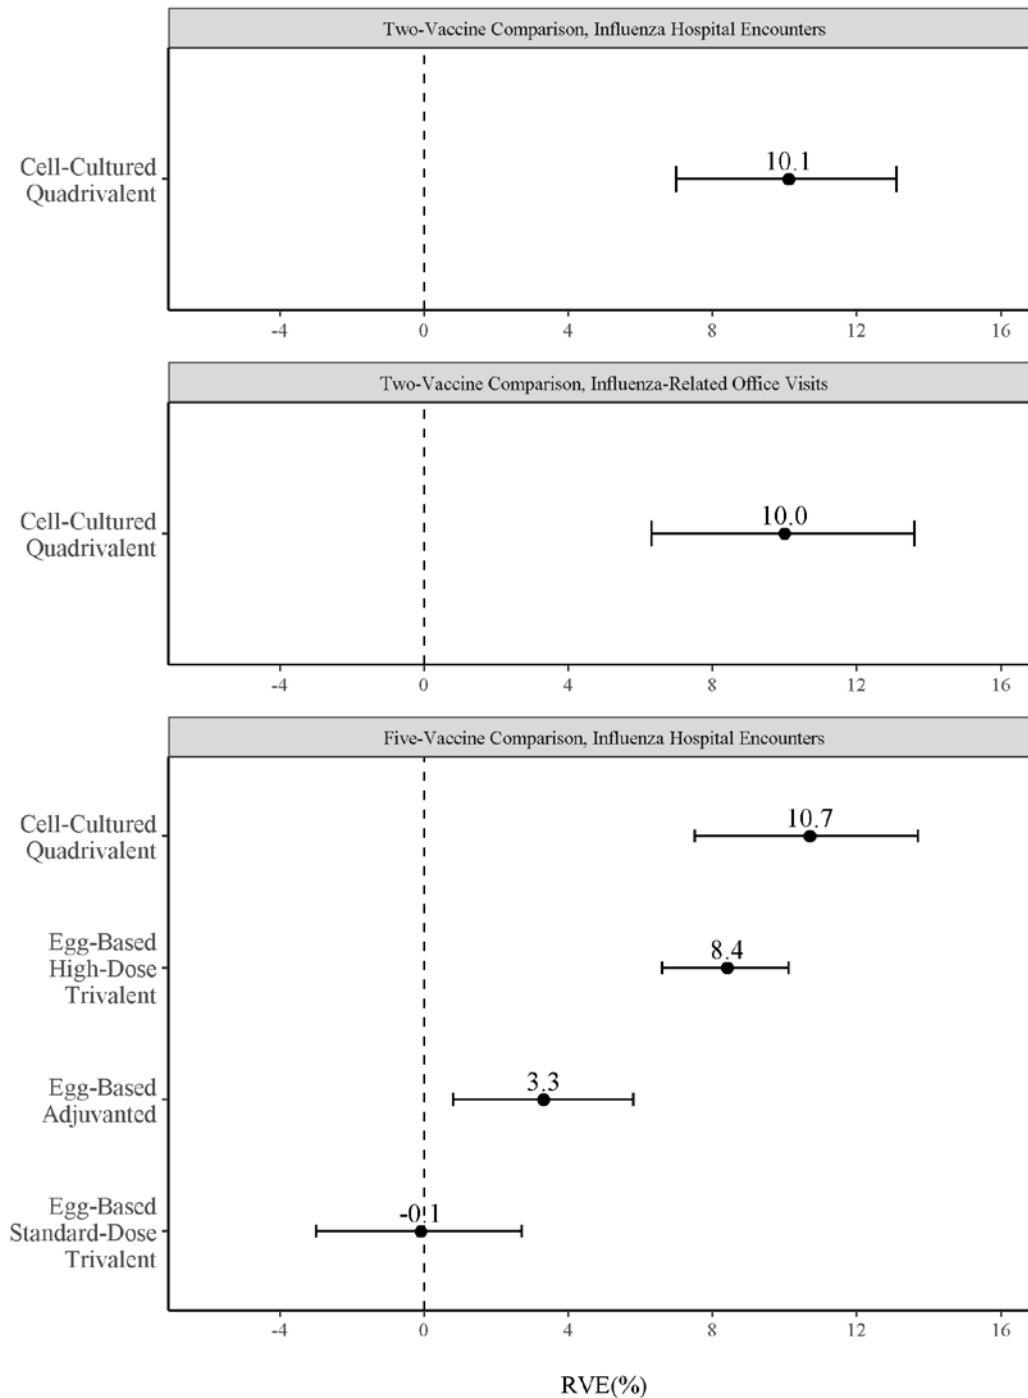 Two-Vaccine Comparison, Influenza Hospital Encounters
10.1
Cell-Cultured
Quadrivalent
-4 0 4 8 12 16
Two-Vaccine Comparison, Influenza-Related Office Visits
10.0
Cell-Cultured
Quadrivalent
-4 0 4 8 12 16
Five-Vaccine Comparison, Influenza Hospital Encounters
10.7
Cell-Cultured
Quadrivalent
Egg-Based
High-Dose
Trivalent
8.4
Egg-Based
Adjuvanted
3.3
Egg-Based
Standard-Dose
Trivalent
-0.1
-4 0 4 8 12 16
RVE(%)